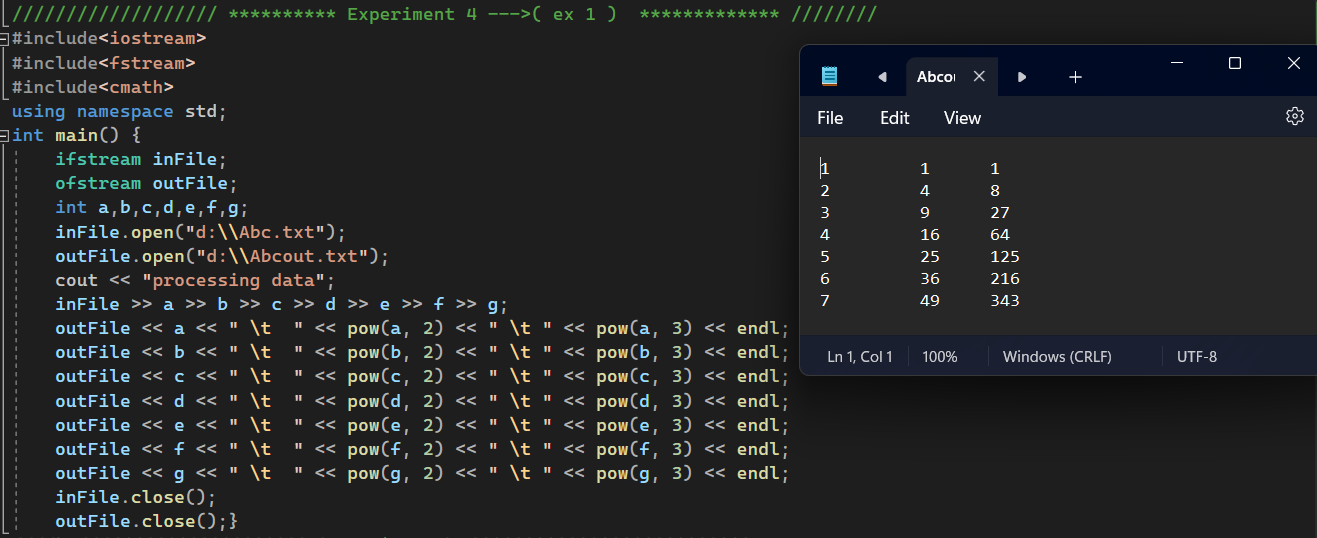 /////////////////// ********** Experiment 4 --->( ex 1 )  ************* ////////
#include<iostream>
#include<fstream>
#include<cmath>
using namespace std;
int main() {
    ifstream inFile;
    ofstream outFile;
    int a,b,c,d,e,f,g;
    inFile.open("d:\\Abc.txt");
    outFile.open("d:\\Abcout.txt");
    cout << "processing data";
    inFile >> a >> b >> c >> d >> e >> f >> g;
    outFile << a << " \t  " << pow(a, 2) << " \t " << pow(a, 3) << endl;
    outFile << b << " \t  " << pow(b, 2) << " \t " << pow(b, 3) << endl;
    outFile << c << " \t  " << pow(c, 2) << " \t " << pow(c, 3) << endl;
    outFile << d << " \t  " << pow(d, 2) << " \t " << pow(d, 3) << endl;
    outFile << e << " \t  " << pow(e, 2) << " \t " << pow(e, 3) << endl;
    outFile << f << " \t  " << pow(f, 2) << " \t " << pow(f, 3) << endl;
    outFile << g << " \t  " << pow(g, 2) << " \t " << pow(g, 3) << endl;
    inFile.close();
    outFile.close();}
Abco
File Edit View
1 1 1
2 4 8
3 9 27
4 16 64
5 25 125
6 36 216
7 49 343
Ln 1, Col 1 100% Windows (CRLF) UTF-8